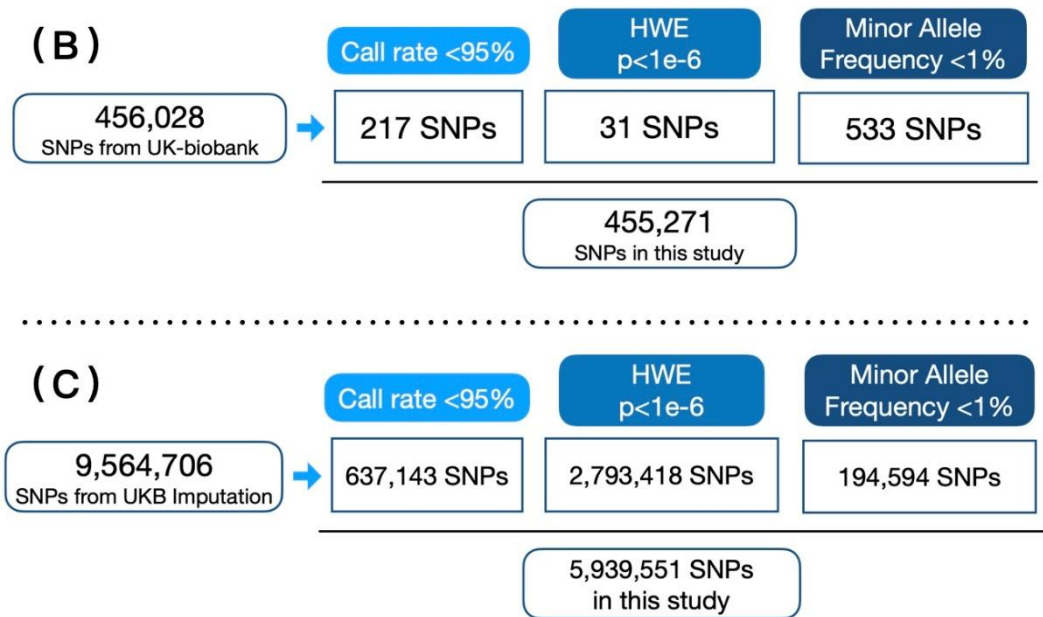 (B)
Call rate <95%
HWE
p<1e-6
Minor Allele
Frequency <1%
456,028
SNPs from UK-biobank
217 SNPs
31 SNPs
533 SNPs
455,271
SNPs in this study
(C)
Call rate <95%
HWE
p<1e-6
Minor Allele
Frequency <1%
9,564,706
SNPs from UKB Imputation
637,143 SNPs
2,793,418 SNPs
194,594 SNPs
5,939,551 SNPs
in this study